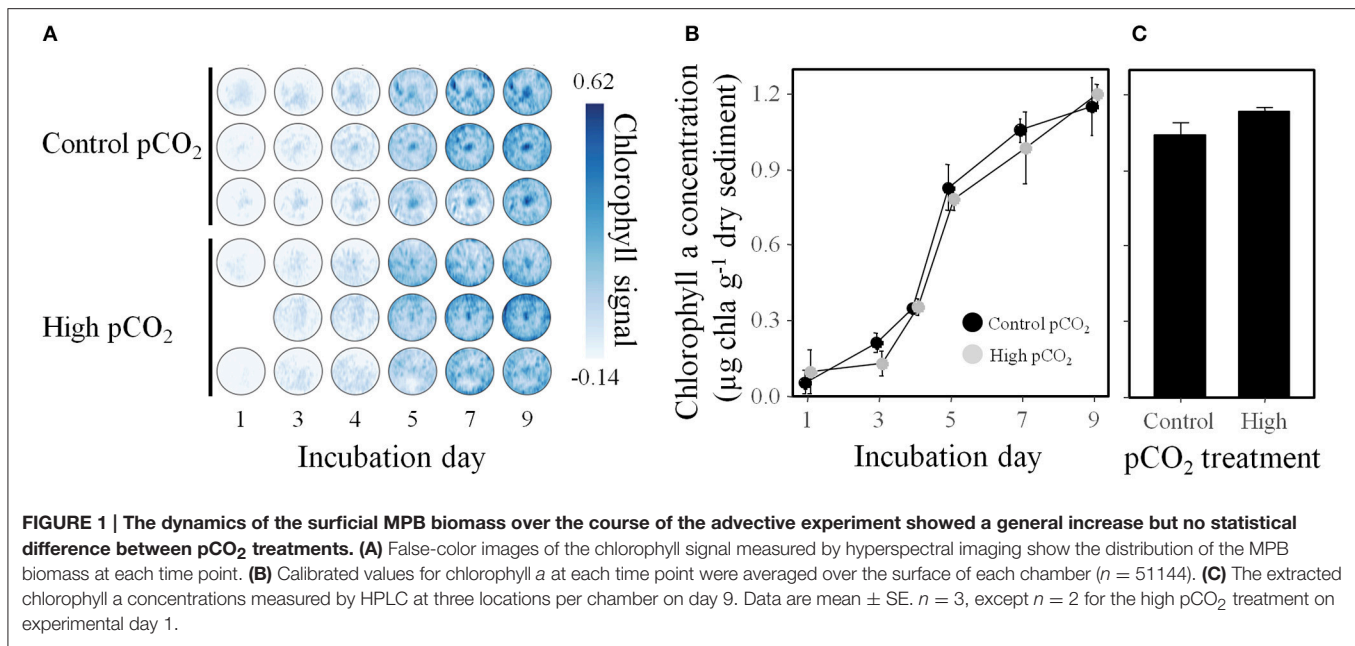 A
Control pCO₂
High pCO₂
1 3 4 5 7 9
Incubation day
0.62
Chlorophyll signal
-0.14
B
Chlorophyll a concentration
(µg chla g⁻¹ dry sediment)
1.2
0.9
0.6
0.3
0.0
Control pCO₂
High pCO₂
1 3 5 7 9
Incubation day
C
Control High
pCO₂ treatment
FIGURE 1 | The dynamics of the surficial MPB biomass over the course of the advective experiment showed a general increase but no statistical
difference between pCO₂ treatments. (A) False-color images of the chlorophyll signal measured by hyperspectral imaging show the distribution of the MPB
biomass at each time point. (B) Calibrated values for chlorophyll a at each time point were averaged over the surface of each chamber (n = 51144). (C) The extracted
chlorophyll a concentrations measured by HPLC at three locations per chamber on day 9. Data are mean ± SE. n = 3, except n = 2 for the high pCO₂ treatment on
experimental day 1.